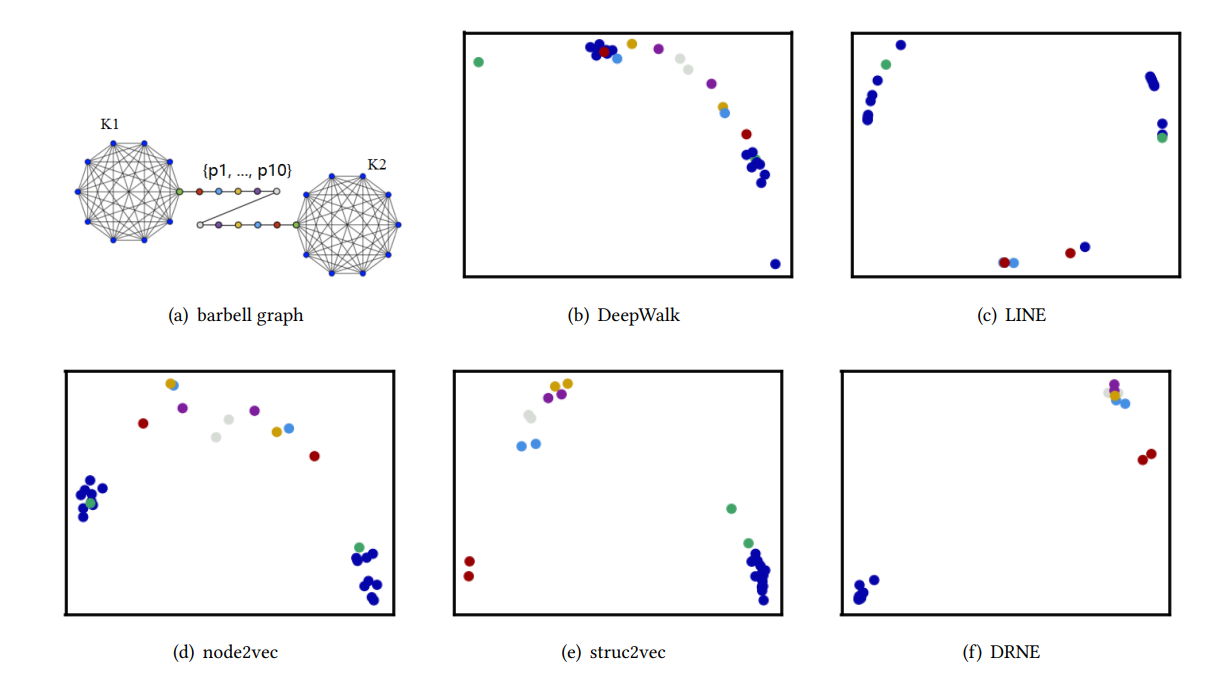 K1
{p1, ..., p10}
K2
(a) barbell graph
(b) DeepWalk
(c) LINE
(d) node2vec
(e) struc2vec
(f) DRNE